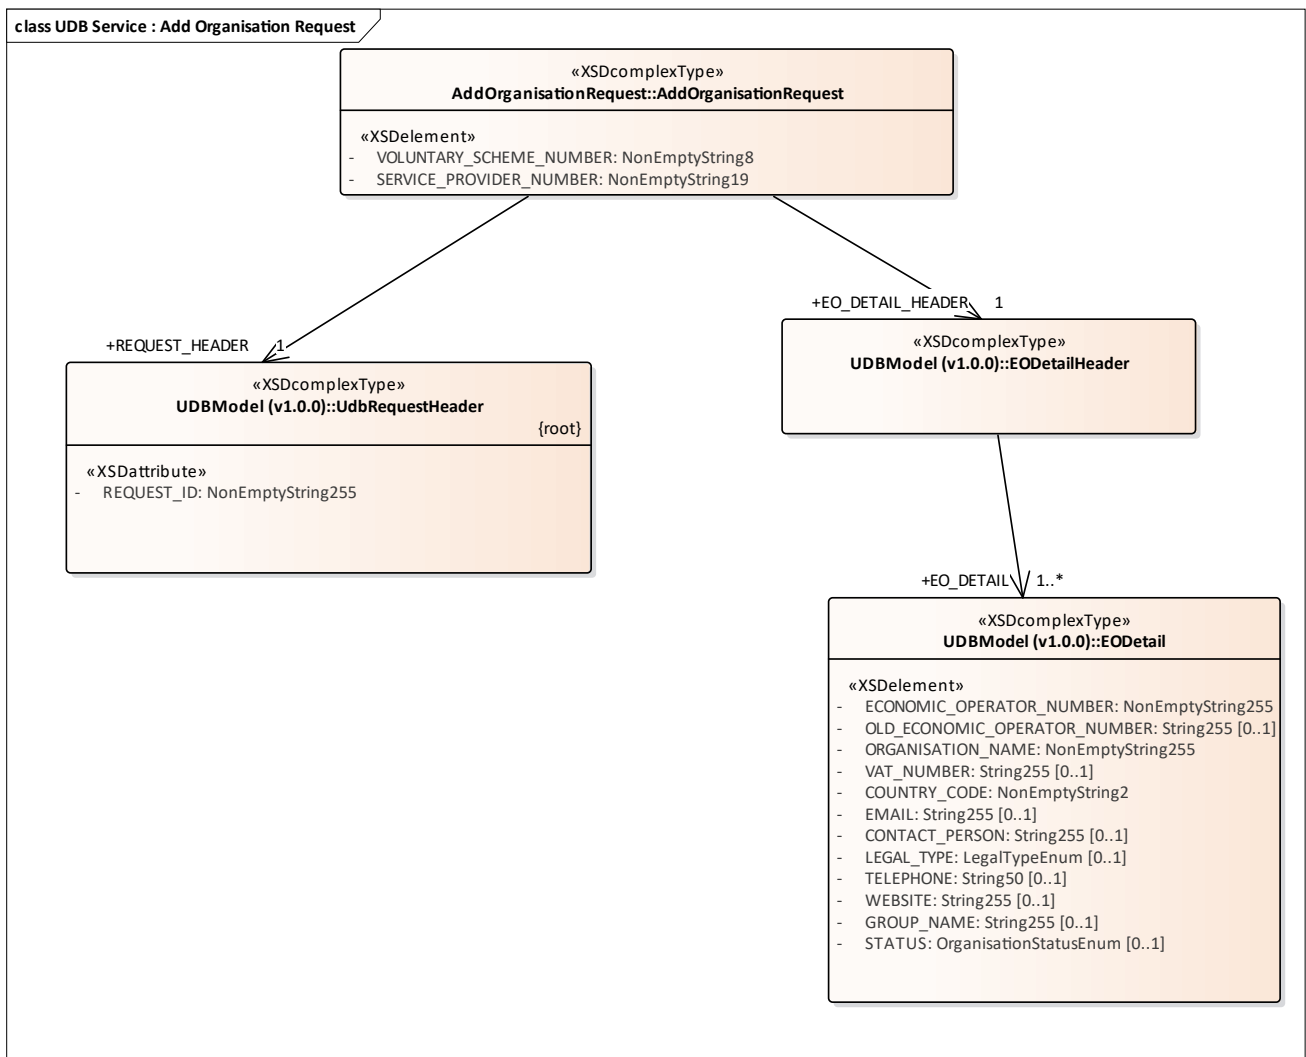 class UDB Service : Add Organisation Request
«XSDcomplexType»
AddOrganisationRequest::AddOrganisationRequest
«XSDelement»
- VOLUNTARY_SCHEME_NUMBER: NonEmptyString8
- SERVICE_PROVIDER_NUMBER: NonEmptyString19
+EO_DETAIL_HEADER 1
+REQUEST_HEADER 1
«XSDcomplexType»
UDBModel (v1.0.0)::EODetailHeader
«XSDcomplexType»
UDBModel (v1.0.0)::UdbRequestHeader
{root}
«XSDattribute»
- REQUEST_ID: NonEmptyString255
+EO_DETAIL 1..*
«XSDcomplexType»
UDBModel (v1.0.0)::EODetail
«XSDelement»
- ECONOMIC_OPERATOR_NUMBER: NonEmptyString255
- OLD_ECONOMIC_OPERATOR_NUMBER: String255 [0..1]
- ORGANISATION_NAME: NonEmptyString255
- VAT_NUMBER: String255 [0..1]
- COUNTRY_CODE: NonEmptyString2
- EMAIL: String255 [0..1]
- CONTACT_PERSON: String255 [0..1]
- LEGAL_TYPE: LegalTypeEnum [0..1]
- TELEPHONE: String50 [0..1]
- WEBSITE: String255 [0..1]
- GROUP_NAME: String255 [0..1]
- STATUS: OrganisationStatusEnum [0..1]